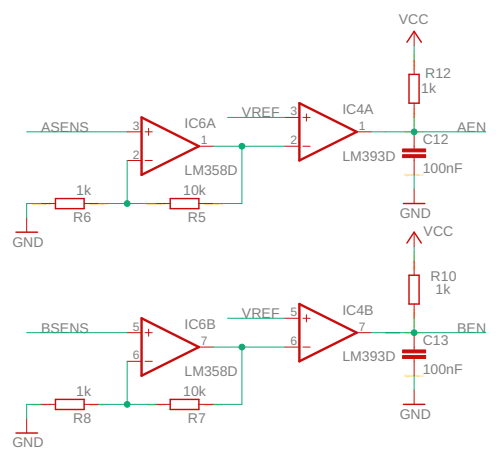 VCC
R12
1k
VREF
3
IC4A
1
AEN
ASENS
3
IC6A
1
2
C12
2
LM358D
LM393D
100nF
1k
10k
R6
R5
GND
GND
VCC
R10
1k
VREF
5
IC4B
7
BEN
BSENS
5
IC6B
7
6
C13
6
LM358D
LM393D
100nF
1k
10k
R8
R7
GND
GND